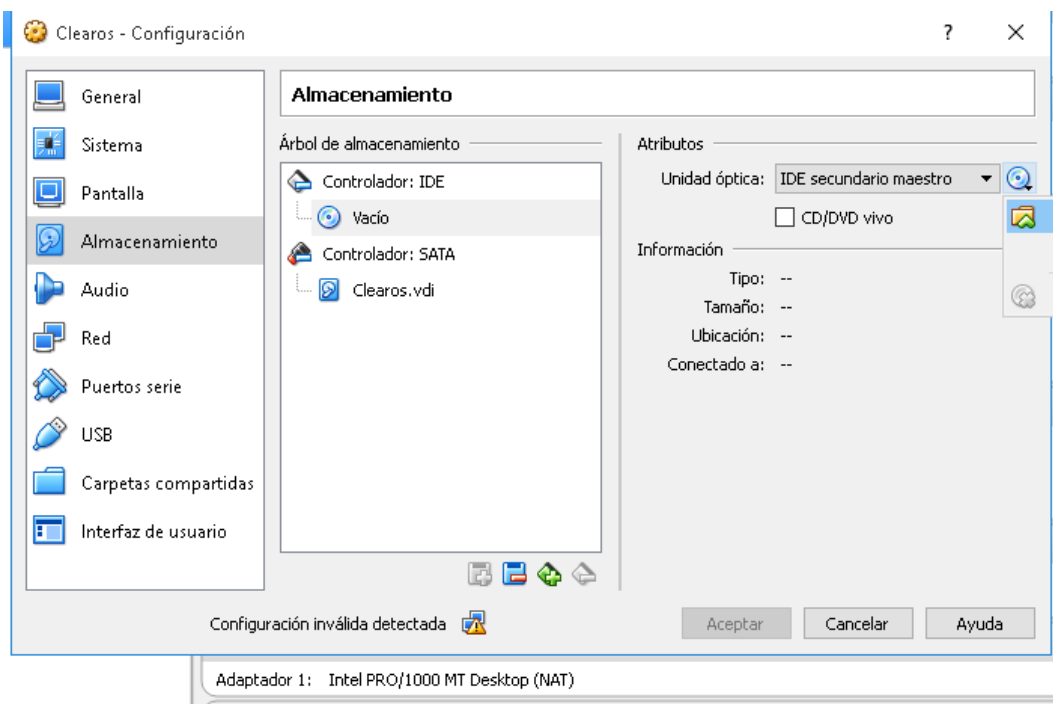 Clearos - Configuración
?
General
Sistema
Pantalla
Almacenamiento
Audio
Red
Puertos serie
USB
Carpetas compartidas
Interfaz de usuario
Almacenamiento
Árbol de almacenamiento
Controlador: IDE
Vacío
Controlador: SATA
Clearos.vdi
Atributos
Unidad óptica: IDE secundario maestro
CD/DVD vivo
Información
Tipo: --
Tamaño: --
Ubicación: --
Conectado a: --
Configuración inválida detectada
Aceptar Cancelar Ayuda
Adaptador 1: Intel PRO/1000 MT Desktop (NAT)